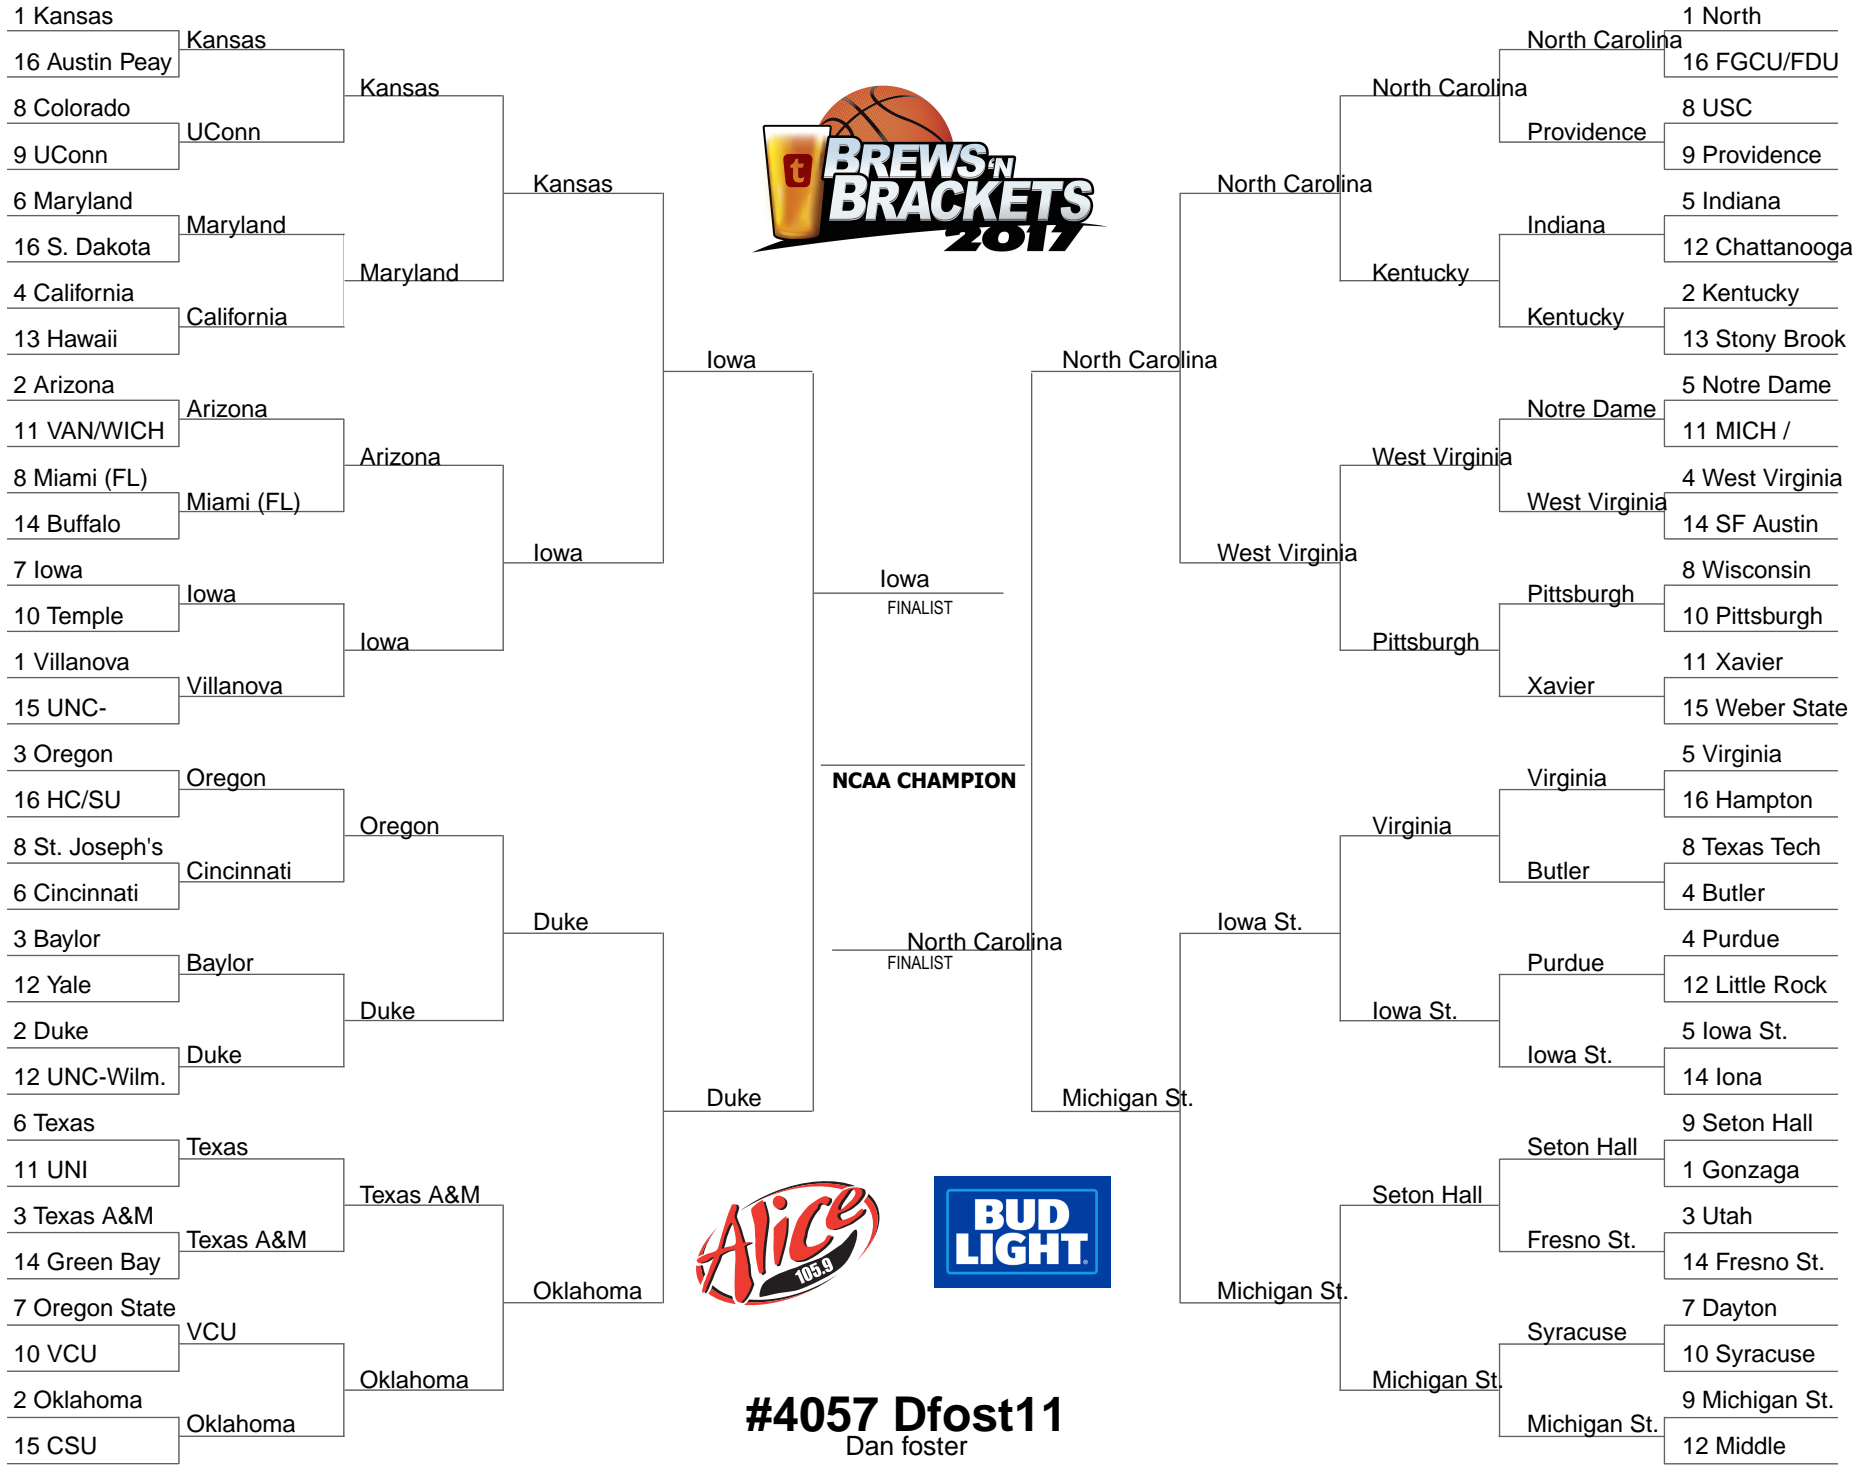 1 Kansas
16 Austin Peay
8 Colorado
9 UConn
6 Maryland
16 S. Dakota
4 California
13 Hawaii
2 Arizona
11 VAN/WICH
8 Miami (FL)
14 Buffalo
7 Iowa
10 Temple
1 Villanova
15 UNC-
3 Oregon
16 HC/SU
8 St. Joseph's
6 Cincinnati
3 Baylor
12 Yale
2 Duke
12 UNC-Wilm.
6 Texas
11 UNI
3 Texas A&M
14 Green Bay
7 Oregon State
10 VCU
2 Oklahoma
15 CSU
Kansas
UConn
Maryland
California
Arizona
Miami (FL)
Iowa
Villanova
Oregon
Cincinnati
Baylor
Duke
Texas
Texas A&M
VCU
Oklahoma
Kansas
Maryland
Arizona
Iowa
Oregon
Duke
Texas A&M
Oklahoma
Kansas
Iowa
Duke
Oklahoma
Iowa
Duke
t
BREWS 'N
BRACKETS
2017
Iowa
FINALIST
NCAA CHAMPION
North Carolina
FINALIST
Alice
105.9
BUD
LIGHT
#4057 Dfost11
Dan foster
North Carolina
Michigan St.
North Carolina
West Virginia
Iowa St.
Michigan St.
North Carolina
Kentucky
West Virginia
Pittsburgh
Virginia
Iowa St.
Seton Hall
Michigan St.
North Carolina
Providence
Indiana
Kentucky
Notre Dame
West Virginia
Pittsburgh
Xavier
Virginia
Butler
Purdue
Iowa St.
Seton Hall
Fresno St.
Syracuse
Michigan St.
1 North
16 FGCU/FDU
8 USC
9 Providence
5 Indiana
12 Chattanooga
2 Kentucky
13 Stony Brook
5 Notre Dame
11 MICH /
4 West Virginia
14 SF Austin
8 Wisconsin
10 Pittsburgh
11 Xavier
15 Weber State
5 Virginia
16 Hampton
8 Texas Tech
4 Butler
4 Purdue
12 Little Rock
5 Iowa St.
14 Iona
9 Seton Hall
1 Gonzaga
3 Utah
14 Fresno St.
7 Dayton
10 Syracuse
9 Michigan St.
12 Middle